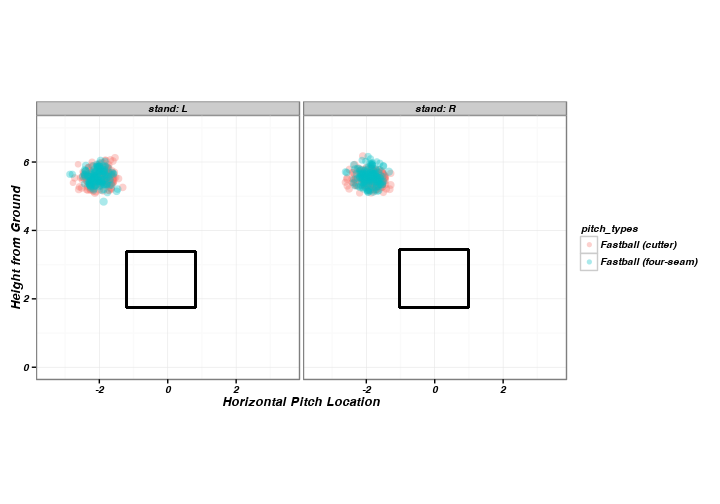 stand: L
stand: R
6
4
2
0
Height from Ground
-2
0
2
-2
0
2
Horizontal Pitch Location
pitch_types
Fastball (cutter)
Fastball (four-seam)